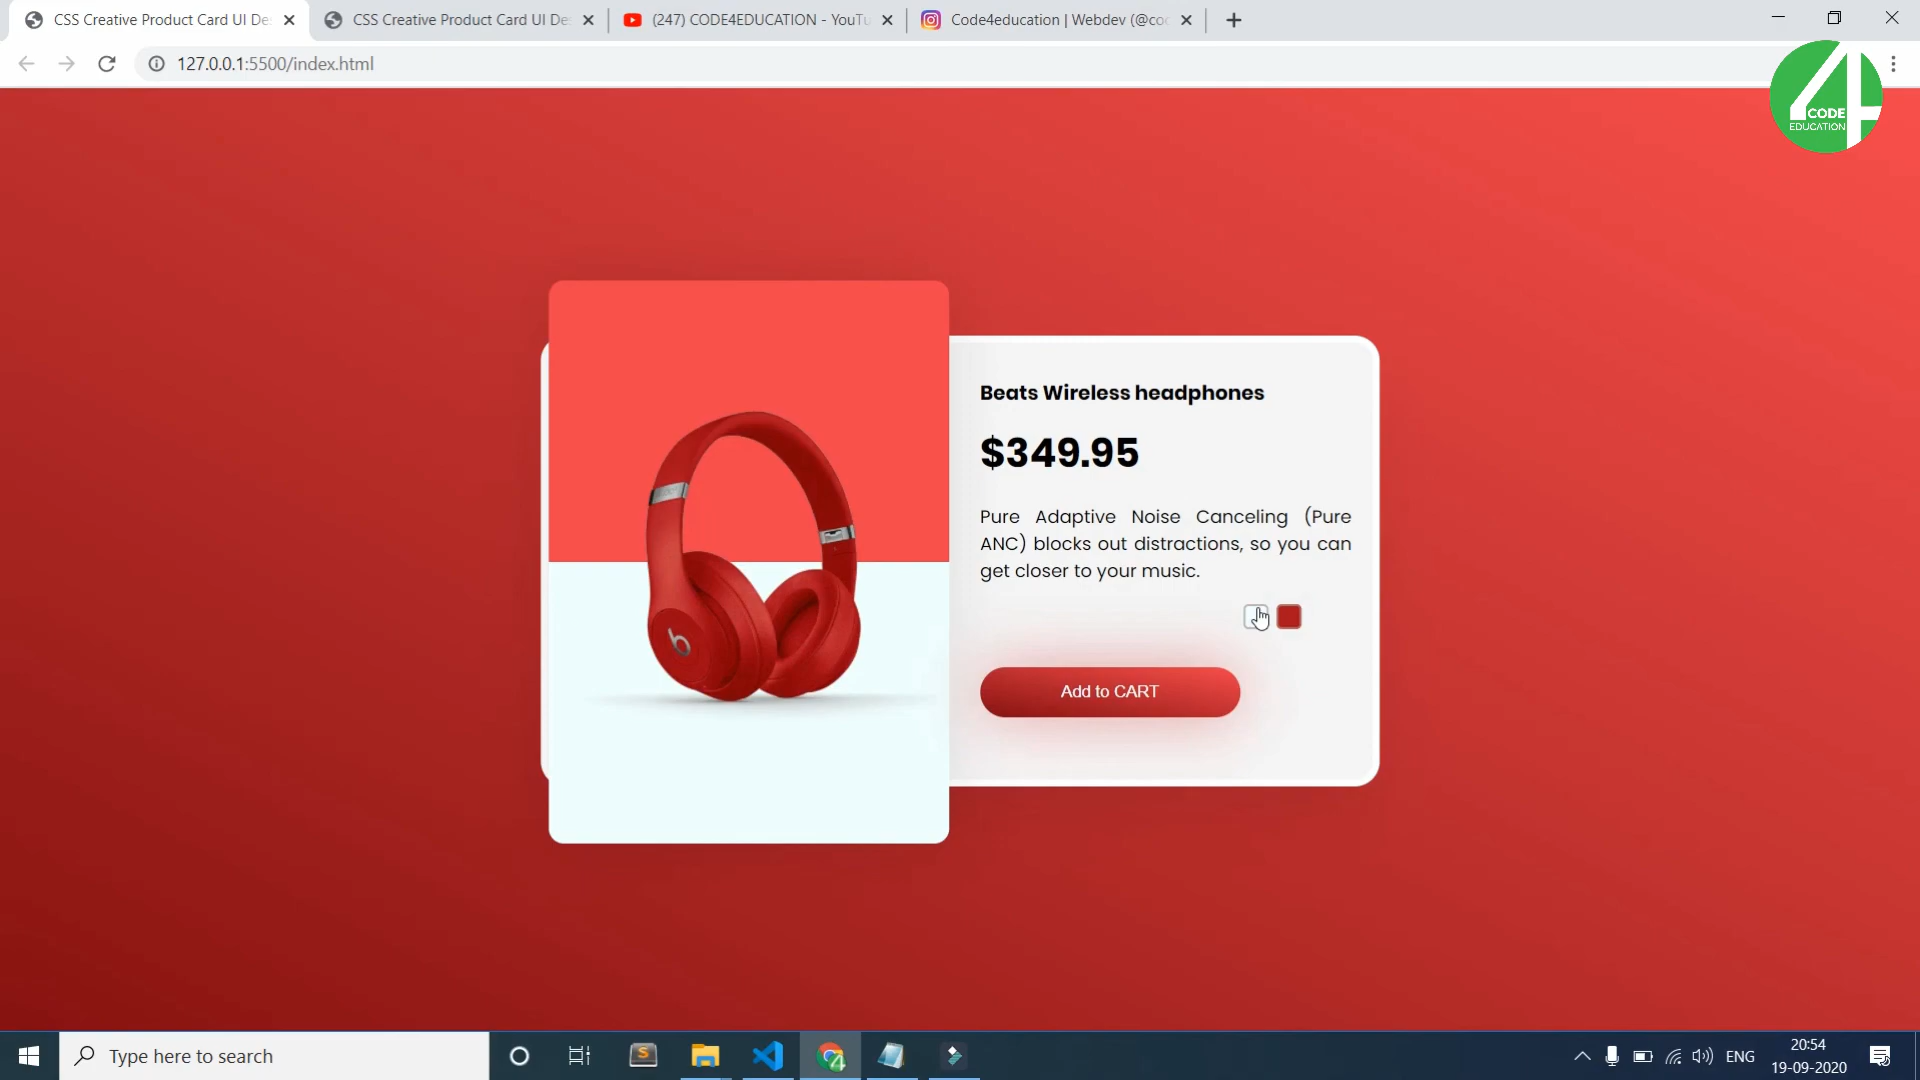 CSS Creative Product Card UI De
CSS Creative Product Card UI De
(247) CODE4EDUCATION - YouTu
Code4education | Webdev (@coc
127.0.0.1:5500/index.html
4
CODE
EDUCATION
Beats Wireless headphones
$349.95
Pure Adaptive Noise Canceling (Pure
ANC) blocks out distractions, so you can
get closer to your music.
b
Add to CART
Type here to search
S
4
ENG
20:54
19-09-2020